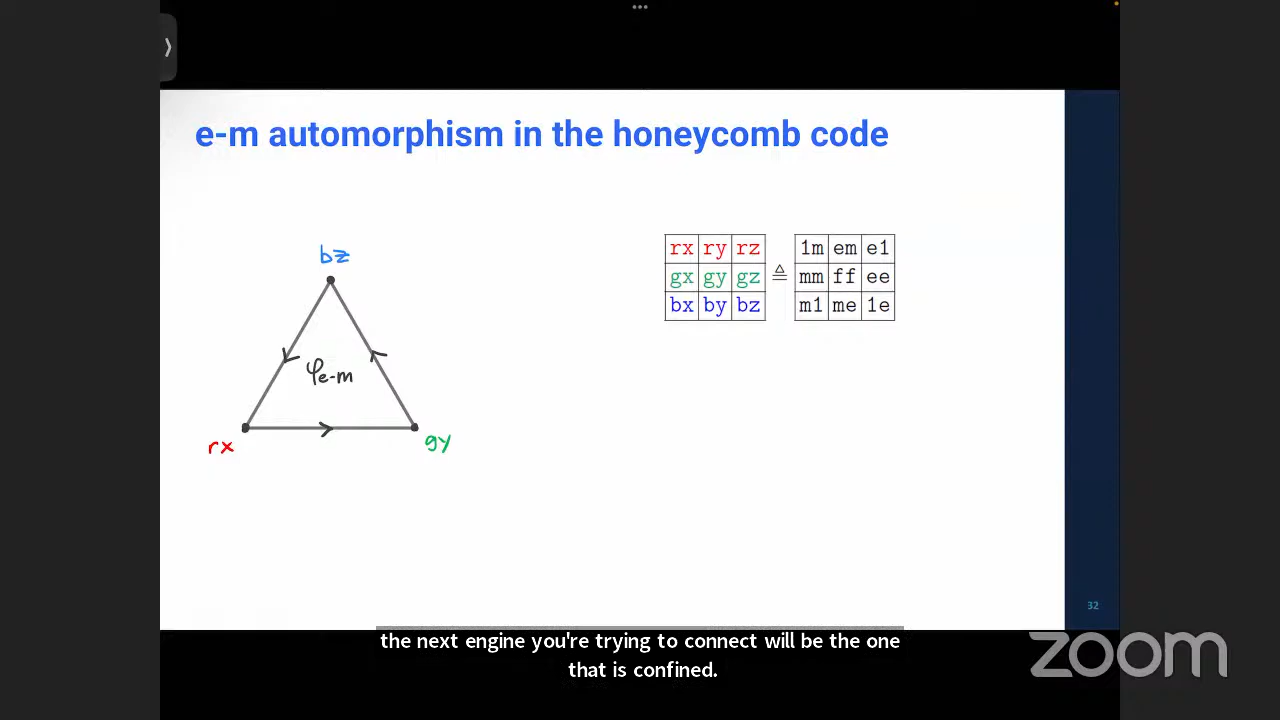 e-m automorphism in the honeycomb code
bz
rx ry rz
gx gy gz
bx by bz
≜
1m em e1
mm ff ee
m1 me 1e
φe-m
rx
gy
32
the next engine you're trying to connect will be the one
that is confined.
zoom